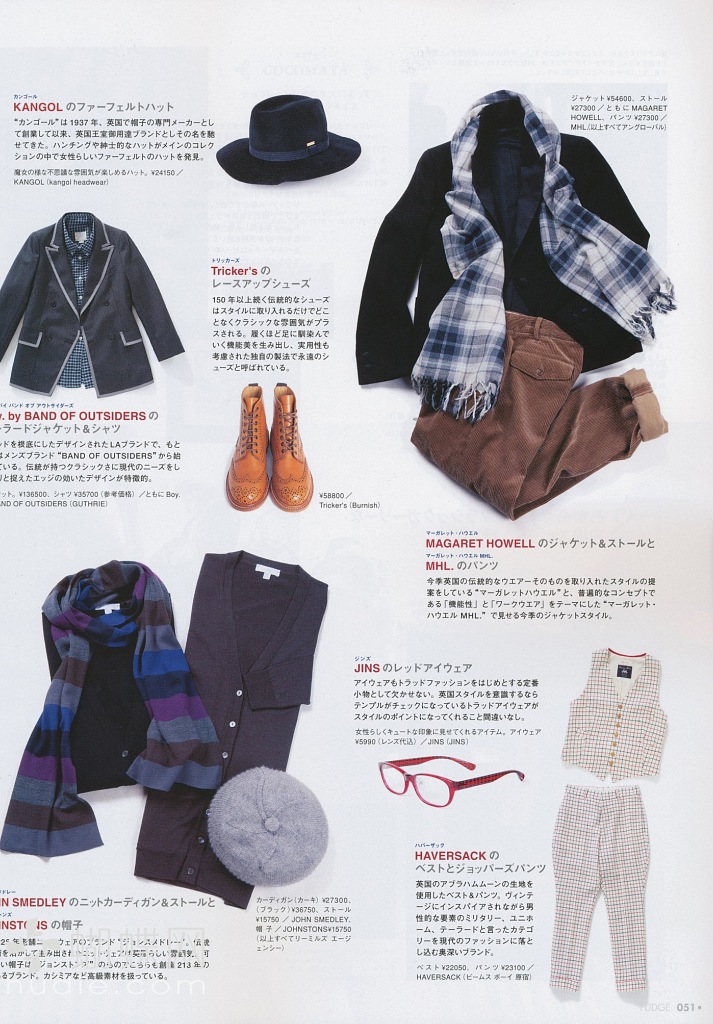 カンゴール
KANGOL のファーフェルトハット
“カンゴール”は 1937 年、英国で帽子の専門メーカーとし
て創業して以来、英国王室御用達ブランドとしその名を馳
せてきた。ハンチングや紳士的なハットがメインのコレク
ションの中で女性らしいファーフェルトのハットを発見。
魔女の様な不思議な雰囲気が楽しめるハット。¥24150／
KANGOL（kangol headwear）
ジャケット¥54600、ストール
¥27300／ともに MAGARET
HOWELL、パンツ ¥27300／
MHL.（以上すべてアングローバル）
トリッカーズ
Tricker's の
レースアップシューズ
150 年以上続く伝統的なシューズ
はスタイルに取り入れるだけでど
ことなくクラシックな雰囲気がプラ
スされる。履くほど足に馴染んで
いく機能美を生み出し、実用性も
考慮された独自の製法で永遠のシ
ューズと呼ばれている。
¥58800／
Tricker's（Burnish）
バイ バンド オブ アウトサイダーズ
y. by BAND OF OUTSIDERS の
ーラードジャケット＆シャツ
ッドを根底にしたデザインされたLAブランドで、もと
はメンズブランド “BAND OF OUTSIDERS” から始
ている。伝統が持つクラシックさに現代のニーズをし
りと捉えたエッジの効いたデザインが特徴的。
ット。¥136500、シャツ ¥35700（参考価格）／ともに Boy.
AND OF OUTSIDERS（GUTHRIE）
マーガレット・ハウエル
MAGARET HOWELL のジャケット＆ストールと
マーガレット・ハウエル MHL.
MHL. のパンツ
今季英国の伝統的なウエアーそのものを取り入れたスタイルの提
案をしている“マーガレットハウエル”と、普遍的なコンセプトで
ある「機能性」と「ワークウエア」をテーマにした“マーガレット・
ハウエル MHL.”で見せる今季のジャケットスタイル。
ジンズ
JINS のレッドアイウェア
アイウェアもトラッドファッションをはじめとする定番
小物として欠かせない。英国スタイルを意識するなら
テンプルがチェックになっているトラッドアイウェアが
スタイルのポイントになってくれること間違いなし。
女性らしくキュートな印象に見せてくれるアイテム。アイウェア
¥5990（レンズ代込）／JINS（JINS）
ハバーザック
HAVERSACK の
ベストとジョッパーズパンツ
英国のアブラハムムーンの生地を
使用したベスト&パンツ。ヴィンテ
ージにインスパイアされながら男性
的な要素のミリタリー、ユニホ
ーム、テーラードと言ったカテゴ
リーを現代のファッションに落と
し込む奥深いブランド。
ベスト¥22050、パンツ ¥23100／
HAVERSACK（ビームス ボーイ 原宿）
ドレー
N SMEDLEY のニットカーディガン＆ストールと
ンズ
NSTONS の帽子
カーディガン（カーキ）¥27300、
（ブラック）¥36750、ストール
¥15750／JOHN SMEDLEY、
帽子／JOHNSTONS¥15750
（以上すべてリーミルズ エージ
ェンシー）
るブランド。カシミアなど高級素材を扱っている。
FUDGE 051